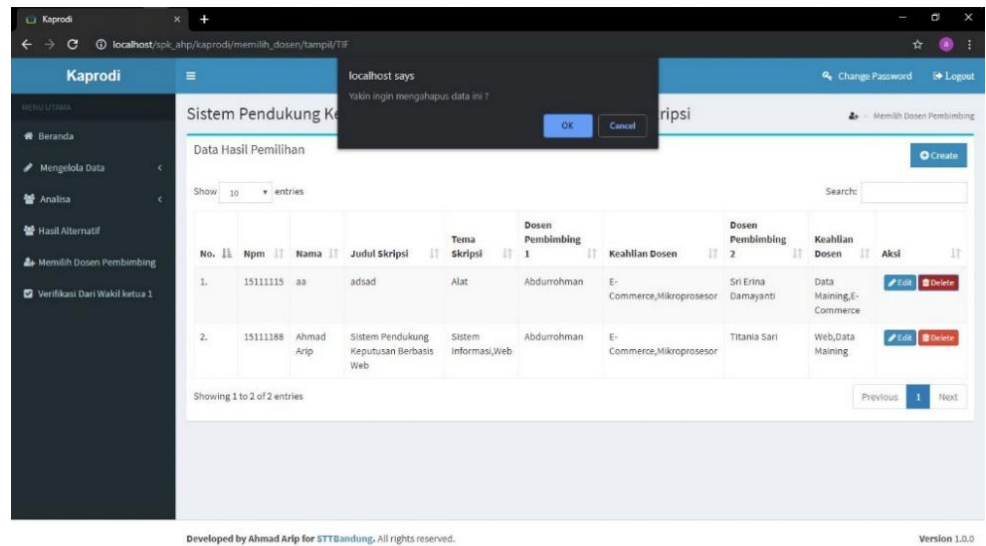 Kaprodi
localhost/spk_ahp/kaprodi/memilih_dosen/tampil/TIF
Kaprodi
Change Password
Logout
localhost says
Yakin ingin mengahapus data ini ?
OK
Cancel
MENU UTAMA
Beranda
Mengelola Data
Analisa
Hasil Alternatif
Memilih Dosen Pembimbing
Verifikasi Dari Wakil ketua 1
Sistem Pendukung Ke
kripsi
Memilih Dosen Pembimbing
Data Hasil Pemilihan
Create
Show 10 entries
Search:
No.
Npm
Nama
Judul Skripsi
Tema
Skripsi
Dosen
Pembimbing
1
Keahlian Dosen
Dosen
Pembimbing
2
Keahlian
Dosen
Aksi
1.
15111115
aa
adsad
Alat
Abdurrohman
E-
Commerce,Mikroprosesor
Sri Erina
Damayanti
Data
Maining,E-
Commerce
Edit
Delete
2.
15111188
Ahmad
Arip
Sistem Pendukung
Keputusan Berbasis
Web
Sistem
Informasi,Web
Abdurrohman
E-
Commerce,Mikroprosesor
Titania Sari
Web,Data
Maining
Edit
Delete
Showing 1 to 2 of 2 entries
Previous
1
Next
Developed by Ahmad Arip for STTBandung. All rights reserved.
Version 1.0.0